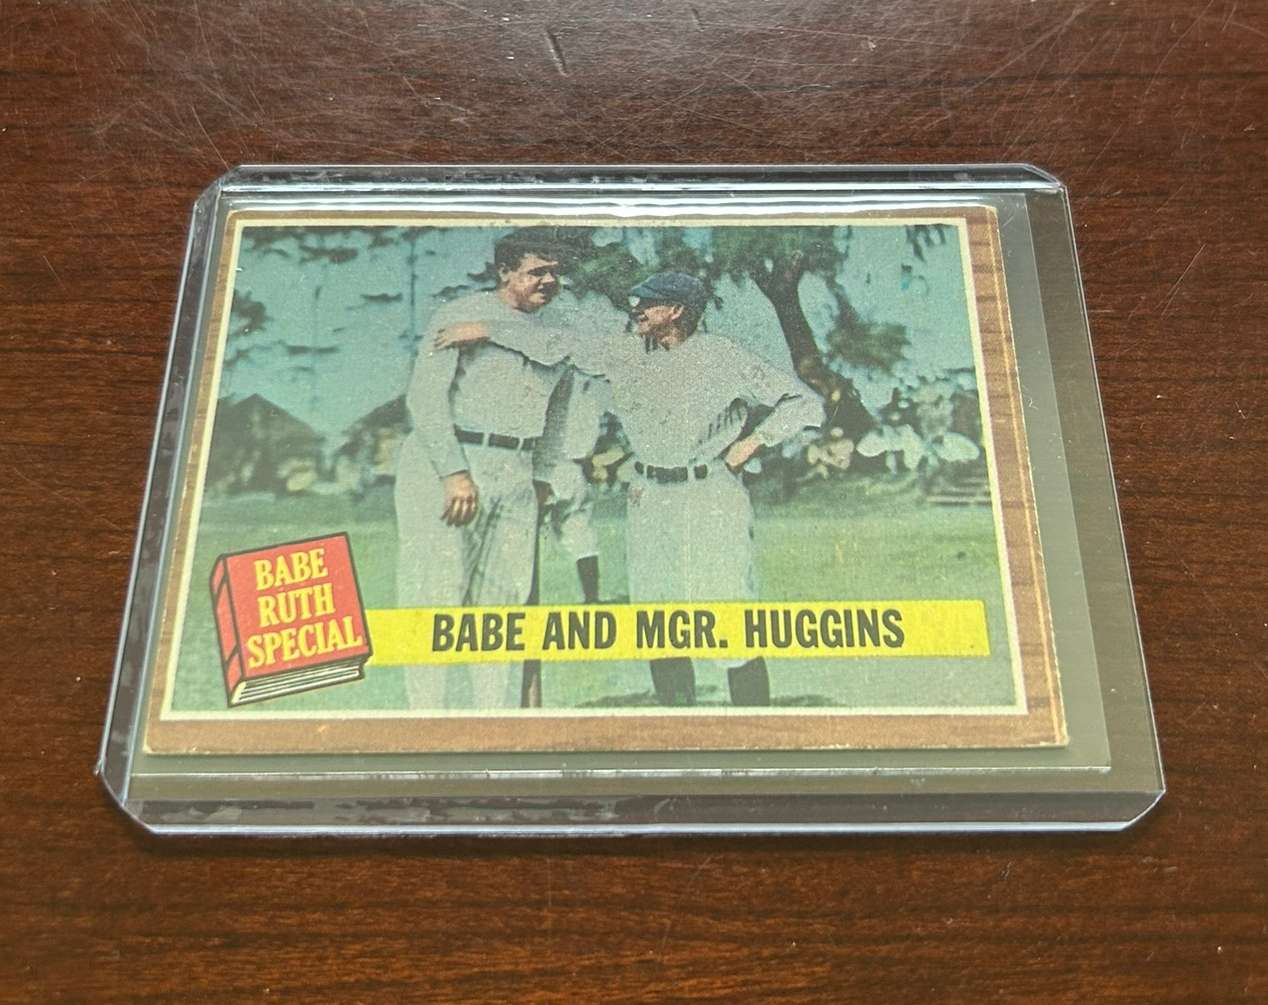 BABE
RUTH
SPECIAL
BABE AND MGR. HUGGINS